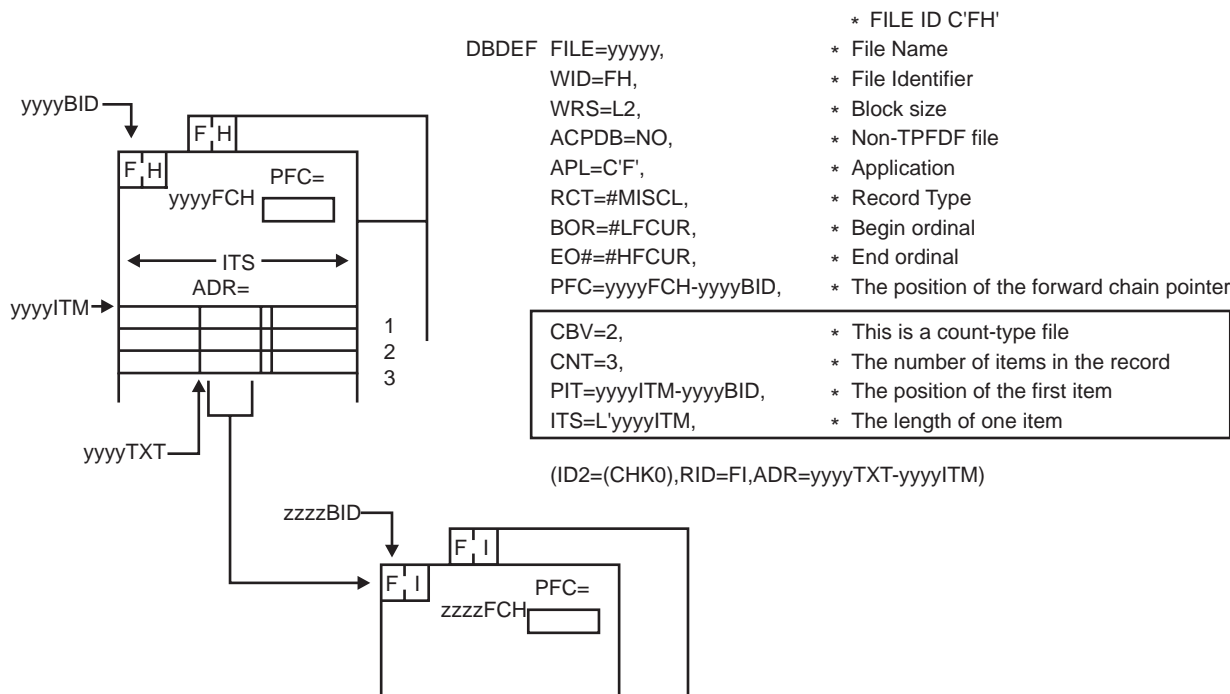 * FILE ID C'FH'
DBDEF FILE=yyyyy, * File Name
WID=FH, * File Identifier
WRS=L2, * Block size
ACPDB=NO, * Non-TPFDF file
APL=C'F', * Application
RCT=#MISCL, * Record Type
BOR=#LFCUR, * Begin ordinal
EO#=#HFCUR, * End ordinal
PFC=yyyyFCH-yyyyBID, * The position of the forward chain pointer
CBV=2, * This is a count-type file
CNT=3, * The number of items in the record
PIT=yyyyITM-yyyyBID, * The position of the first item
ITS=L'yyyyITM, * The length of one item
(ID2=(CHK0),RID=FI,ADR=yyyyTXT-yyyyITM)
yyyyBID
F H
F H
PFC=
yyyyFCH
ITS
ADR=
yyyyITM
1
2
3
yyyyTXT
zzzzBID
F I
F I
PFC=
zzzzFCH